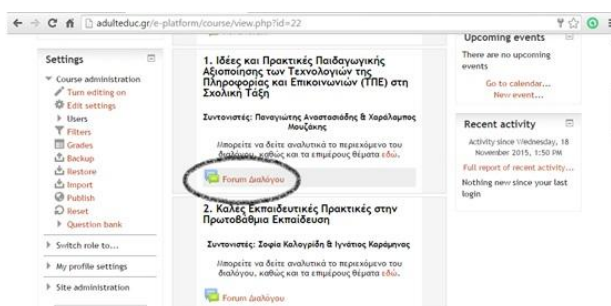 adulteduc.gr/e-platform/course/view.php?id=22
Settings
Course administration
Turn editing on
Edit settings
Users
Filters
Grades
Backup
Restore
Import
Publish
Reset
Question bank
Switch role to...
My profile settings
Site administration
1. Ιδέες και Πρακτικές Παιδαγωγικής
Αξιοποίησης των Τεχνολογιών της
Πληροφορίας και Επικοινωνιών (ΤΠΕ) στη
Σχολική Τάξη
Συντονιστές: Παναγιώτης Αναστασιάδης & Χαράλαμπος
Μουζάκης
Μπορείτε να δείτε αναλυτικά το περιεχόμενο του
διαλόγου, καθώς και τα επιμέρους θέματα εδώ.
Forum Διαλόγου
2. Καλές Εκπαιδευτικές Πρακτικές στην
Πρωτοβάθμια Εκπαίδευση
Συντονιστές: Σοφία Καλογρίδη & Ιγνάτιος Καράμηνας
Μπορείτε να δείτε αναλυτικά το περιεχόμενο του
διαλόγου, καθώς και τα επιμέρους θέματα εδώ.
Forum Διαλόγου
Upcoming events
There are no upcoming
events
Go to calendar...
New event...
Recent activity
Activity since Wednesday, 18
November 2015, 1:50 PM
Full report of recent activity...
Nothing new since your last
login